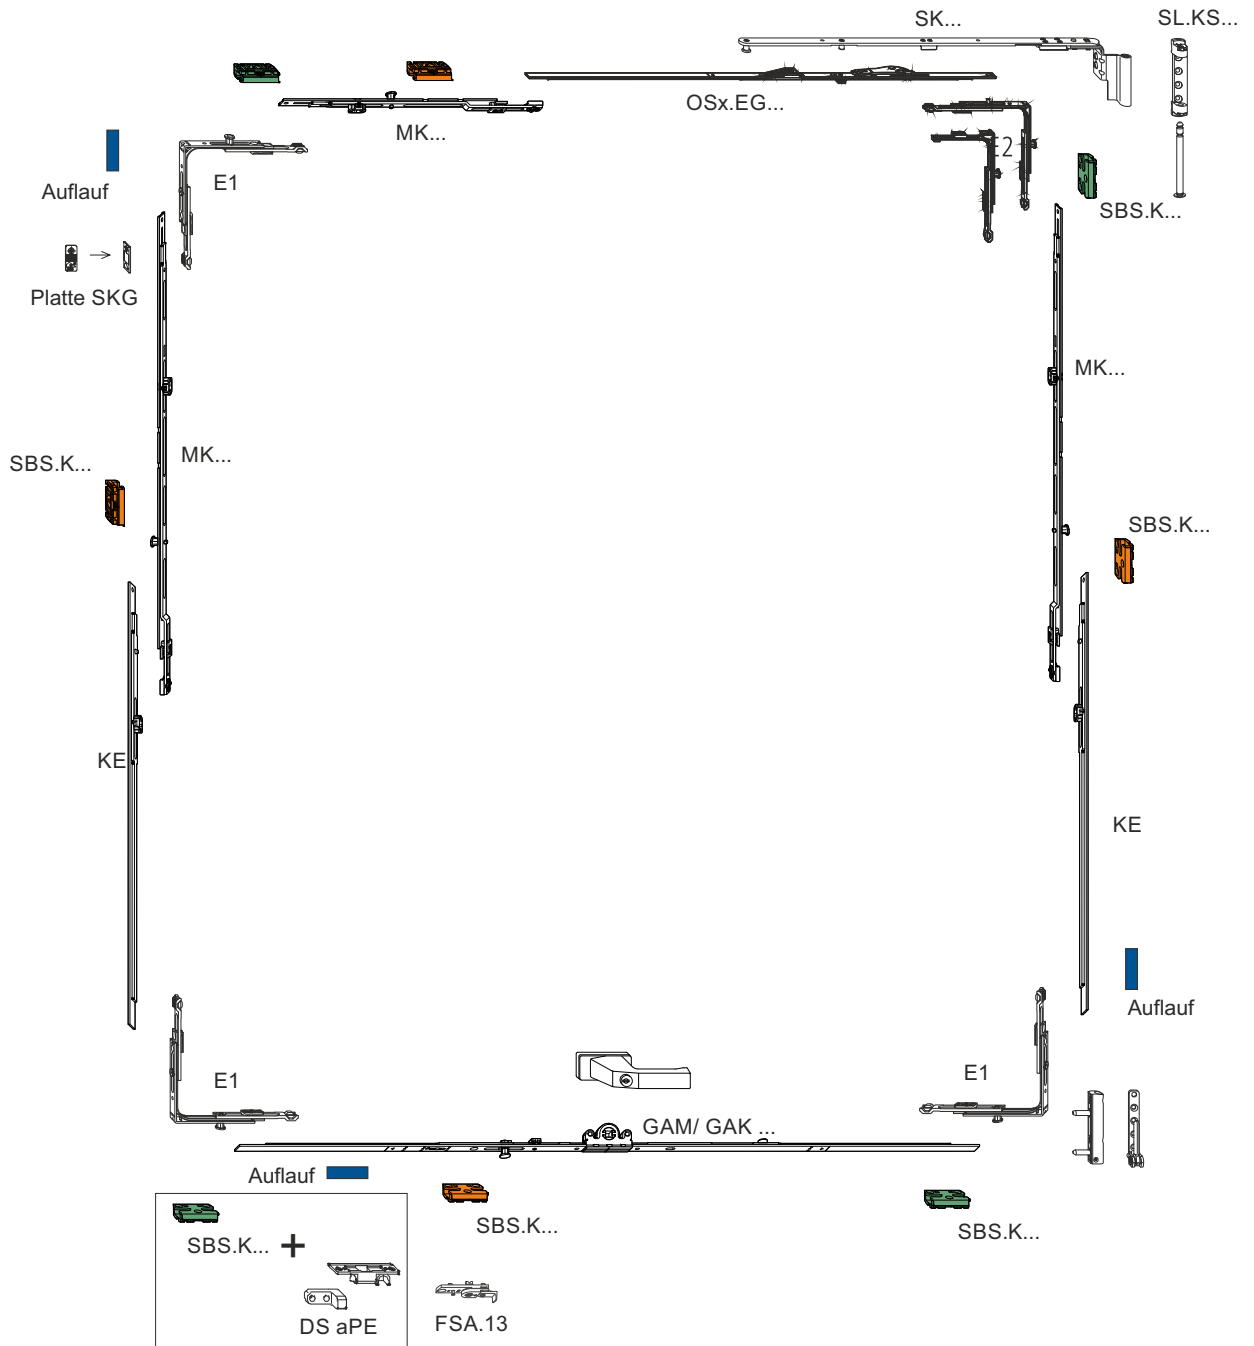 SK...
SL.KS...
OSx.EG...
MK...
E2
Auflauf
E1
SBS.K...
Platte SKG
MK...
MK...
SBS.K...
SBS.K...
KE
KE
Auflauf
E1
E1
GAM/ GAK ...
Auflauf
SBS.K...
SBS.K...
SBS.K... +
DS aPE
FSA.13